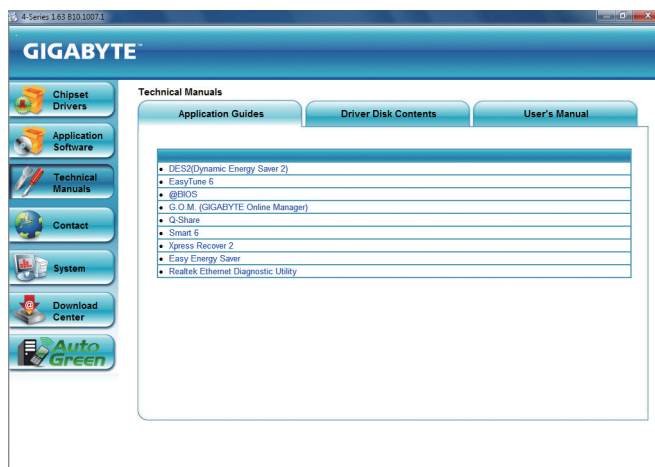 4-Series 1.63 B10.1007.1
GIGABYTE™
Chipset
Drivers
Application
Software
Technical
Manuals
Contact
System
Download
Center
Auto
Green
Technical Manuals
Application Guides
Driver Disk Contents
User's Manual
DES2(Dynamic Energy Saver 2)
EasyTune 6
@BIOS
G.O.M. (GIGABYTE Online Manager)
Q-Share
Smart 6
Xpress Recover 2
Easy Energy Saver
Realtek Ethernet Diagnostic Utility